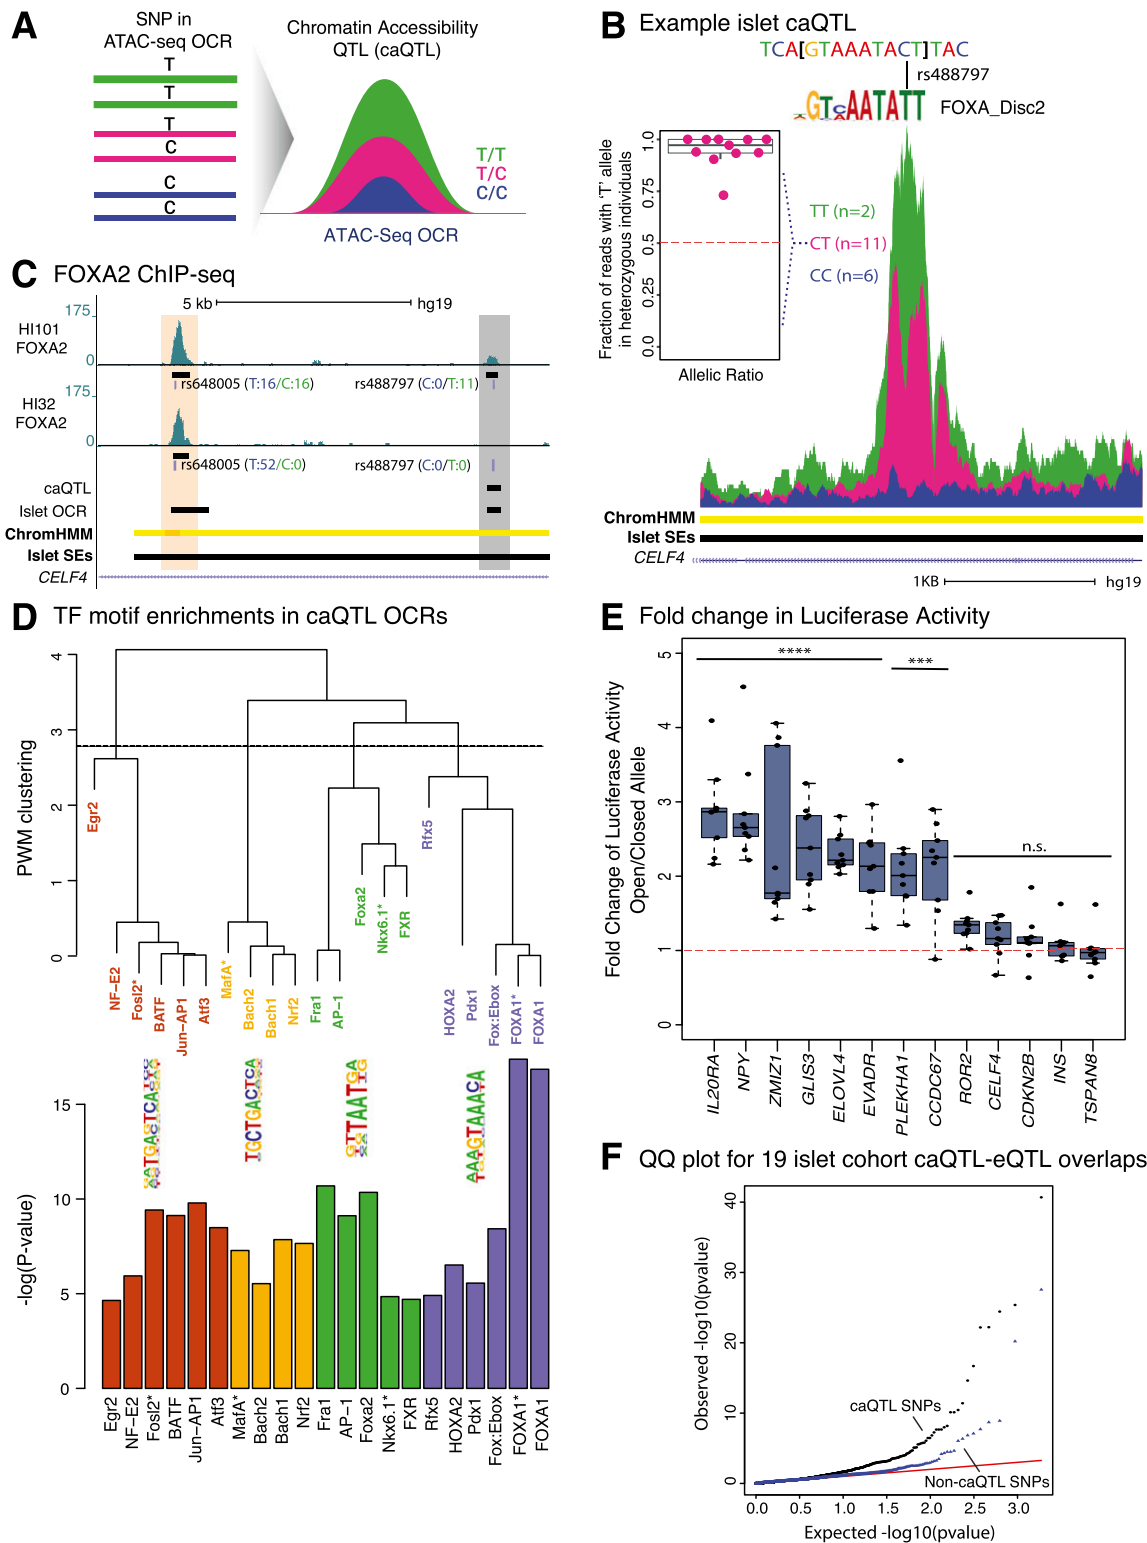 A
SNP in
ATAC-seq OCR
T
T
T
C
C
C
Chromatin Accessibility
QTL (caQTL)
T/T
T/C
C/C
ATAC-Seq OCR
B Example islet caQTL
TCA[GTAAATACT]TAC
rs488797
FOXA_Disc2
Fraction of reads with 'T' allele
in heterozygous individuals
1.0
0.75
0.5
0.25
0.0
Allelic Ratio
TT (n=2)
CT (n=11)
CC (n=6)
ChromHMM
Islet SEs
CELF4
1KB
hg19
C FOXA2 ChIP-seq
5 kb
hg19
175
HI101
FOXA2
0
rs648005 (T:16/C:16)
rs488797 (C:0/T:11)
175
HI32
FOXA2
0
rs648005 (T:52/C:0)
rs488797 (C:0/T:0)
caQTL
Islet OCR
ChromHMM
Islet SEs
CELF4
D TF motif enrichments in caQTL OCRs
PWM clustering
4
3
2
1
0
Egr2
NF-E2
Fosl2*
BATF
Jun-AP1
Atf3
MafA*
Bach2
Bach1
Nrf2
Fra1
AP-1
Foxa2
Nkx6.1*
FXR
Rfx5
HOXA2
Pdx1
Fox:Ebox
FOXA1*
FOXA1
-log(P-value)
15
10
5
0
Egr2
NF-E2
Fosl2*
BATF
Jun-AP1
Atf3
MafA*
Bach2
Bach1
Nrf2
Fra1
AP-1
Foxa2
Nkx6.1*
FXR
Rfx5
HOXA2
Pdx1
Fox:Ebox
FOXA1*
FOXA1
E Fold change in Luciferase Activity
Fold Change of Luciferase Activity
Open/Closed Allele
5
4
3
2
1
0
****
***
n.s.
IL20RA
NPY
ZMIZ1
GLIS3
ELOVL4
EVADR
PLEKHA1
CCDC67
ROR2
CELF4
CDKN2B
INS
TSPAN8
F QQ plot for 19 islet cohort caQTL-eQTL overlaps
Observed -log10(pvalue)
40
30
20
10
0
caQTL SNPs
Non-caQTL SNPs
0.0 0.5 1.0 1.5 2.0 2.5 3.0
Expected -log10(pvalue)